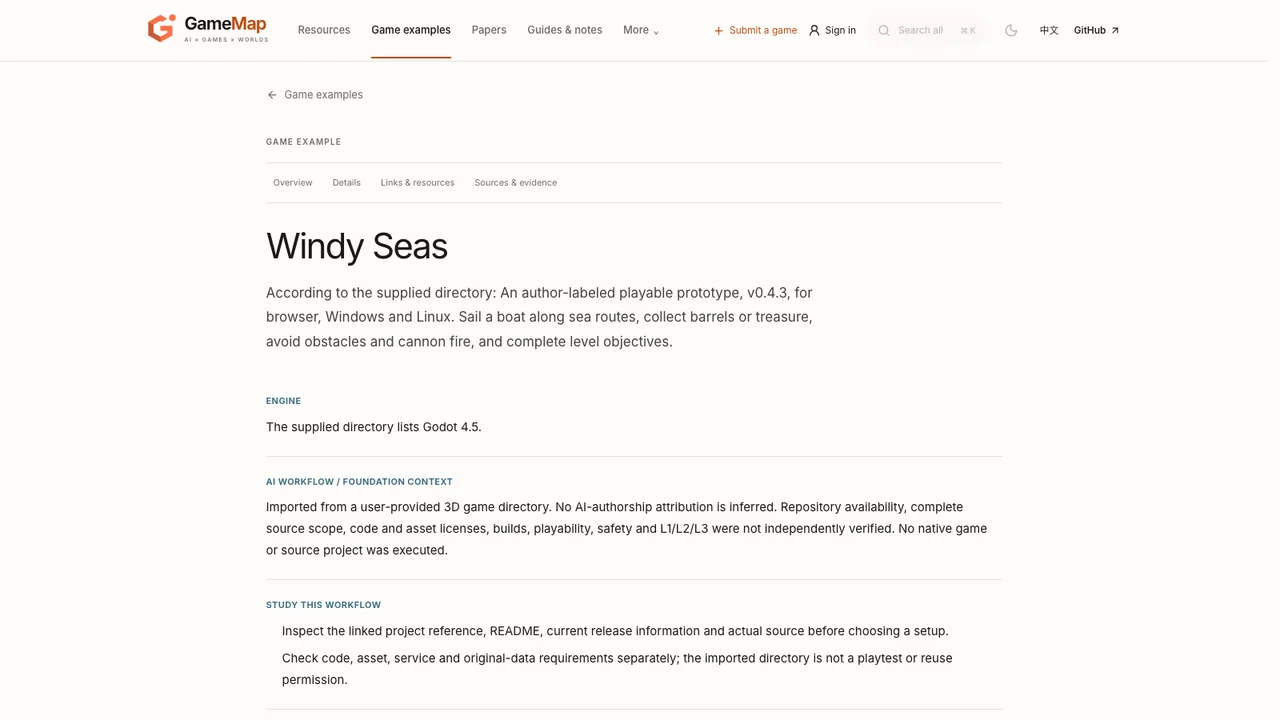 GameMap
AI × GAMES × WORLDS
Resources
Game examples
Papers
Guides & notes
More
Submit a game
Sign in
Search all
⌘ K
中文
GitHub
Game examples
GAME EXAMPLE
Overview
Details
Links & resources
Sources & evidence
Windy Seas
According to the supplied directory: An author-labeled playable prototype, v0.4.3, for
browser, Windows and Linux. Sail a boat along sea routes, collect barrels or treasure,
avoid obstacles and cannon fire, and complete level objectives.
ENGINE
The supplied directory lists Godot 4.5.
AI WORKFLOW / FOUNDATION CONTEXT
Imported from a user-provided 3D game directory. No AI-authorship attribution is inferred. Repository availability, complete
source scope, code and asset licenses, builds, playability, safety and L1/L2/L3 were not independently verified. No native game
or source project was executed.
STUDY THIS WORKFLOW
Inspect the linked project reference, README, current release information and actual source before choosing a setup.
Check code, asset, service and original-data requirements separately; the imported directory is not a playtest or reuse
permission.